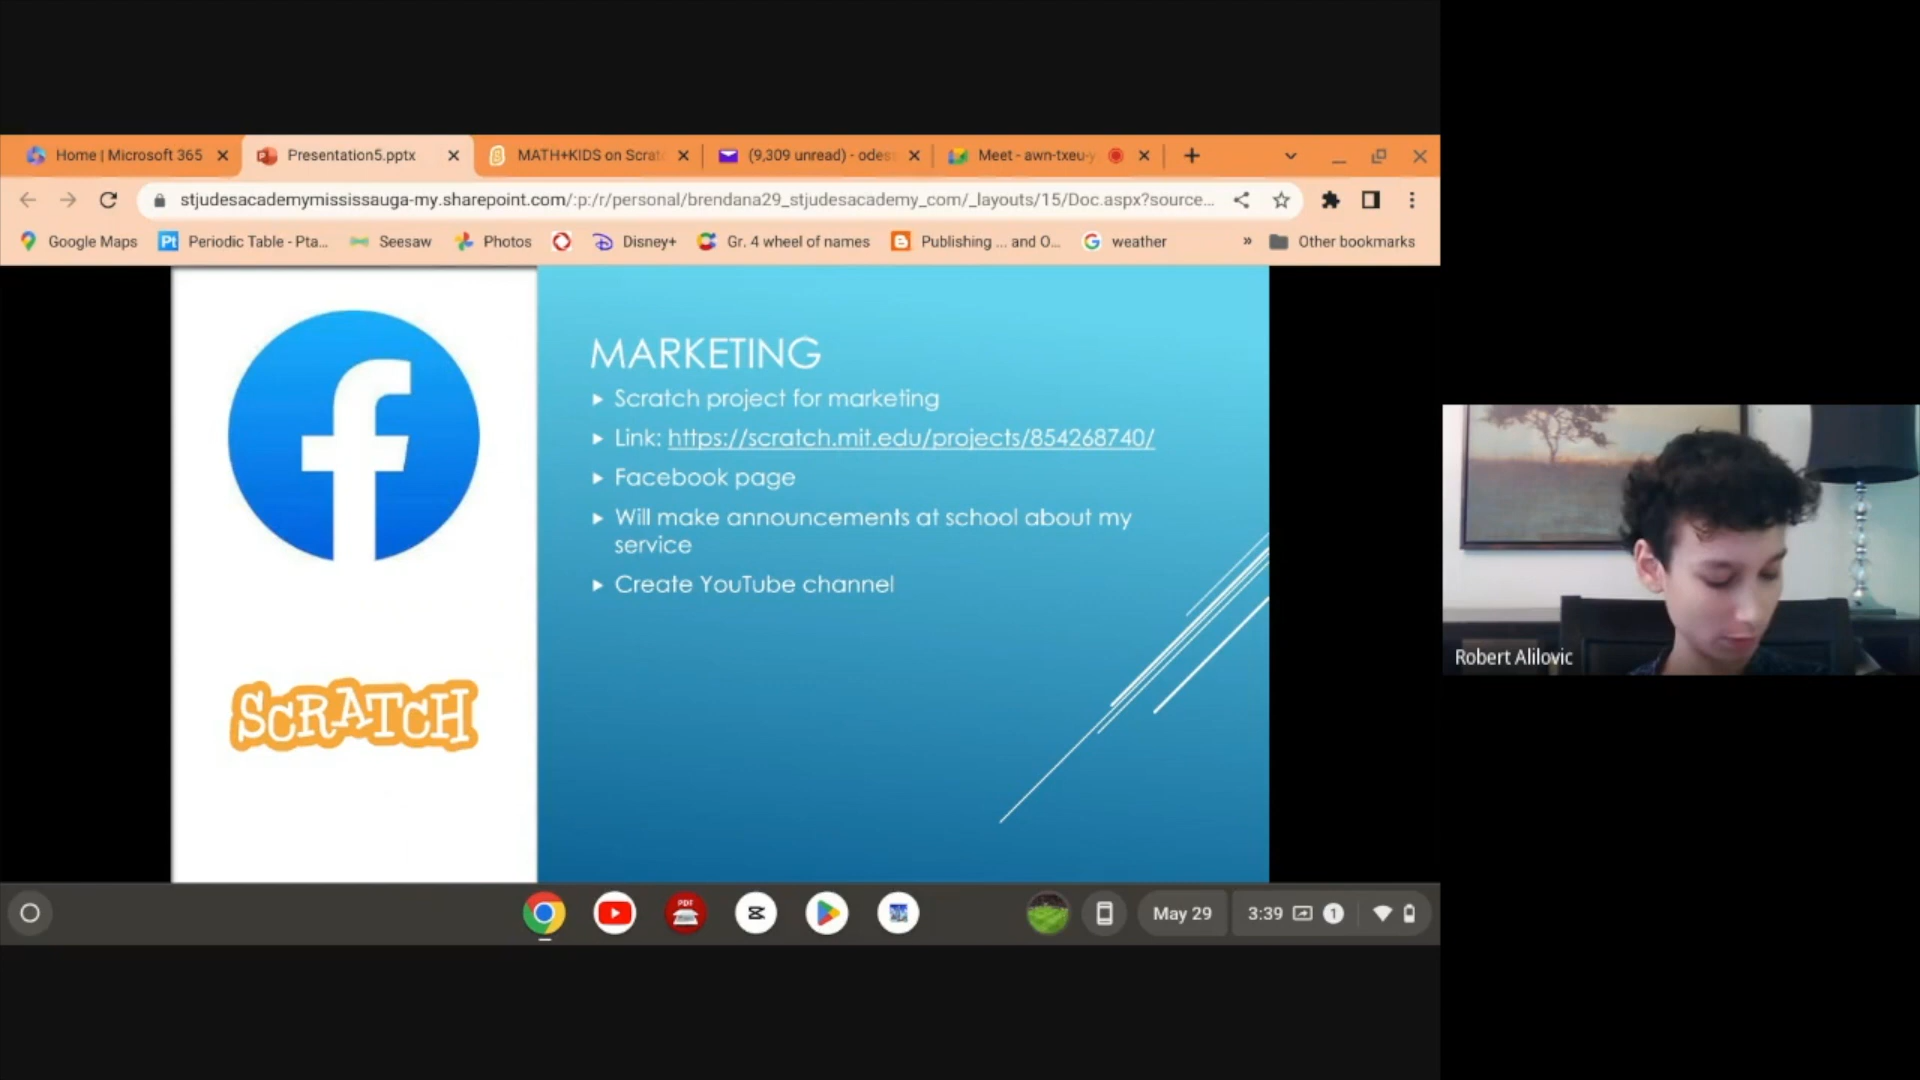 Home | Microsoft 365
Presentation5.pptx
MATH+KIDS on Scrat
(9,309 unread) - odes
Meet - awn-txeu-y
stjudesacademymississauga-my.sharepoint.com/:p:/r/personal/brendana29_stjudesacademy_com/_layouts/15/Doc.aspx?source...
Google Maps
Pt Periodic Table - Pta...
Seesaw
Photos
Disney+
Gr. 4 wheel of names
Publishing ... and O...
weather
»
Other bookmarks
MARKETING
Scratch project for marketing
Link: https://scratch.mit.edu/projects/854268740/
Facebook page
Will make announcements at school about my
service
Create YouTube channel
f
SCRATCH
Robert Alilovic
PDF
May 29
3:39
1